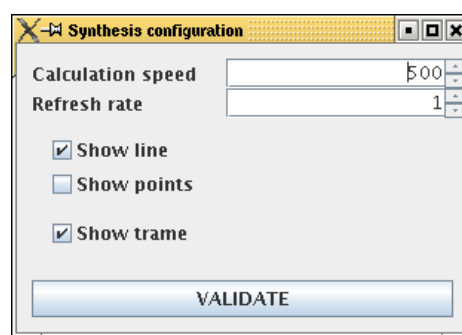 Synthesis configuration
Calculation speed 500
Refresh rate 1
Show line
Show points
Show trame
VALIDATE